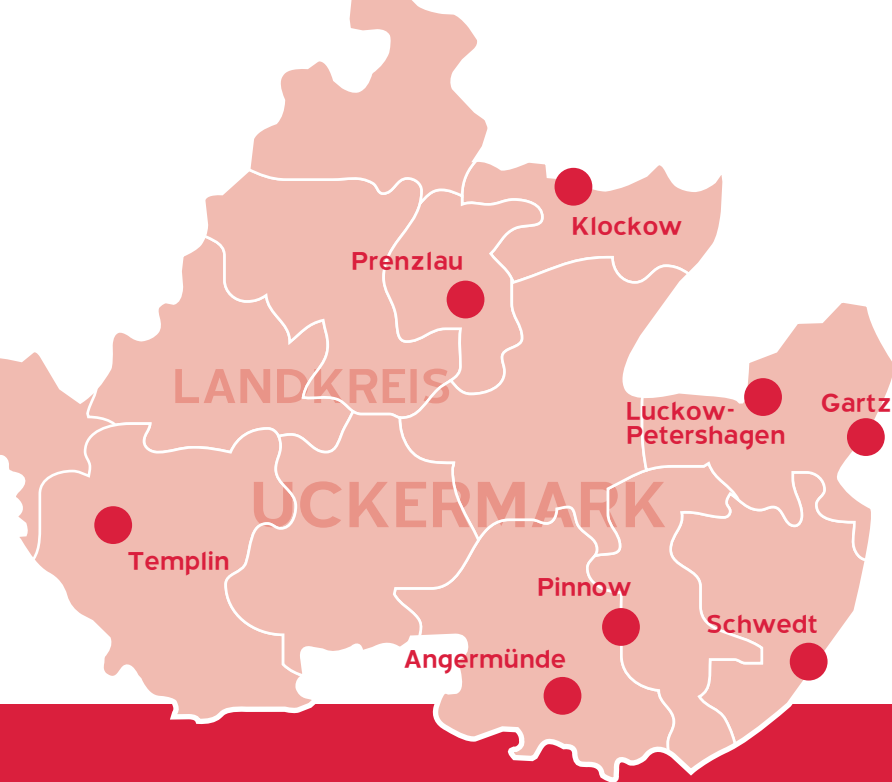 Klockow
Prenzlau
LANDKREIS
Gartz
Luckow-
Petershagen
UCKERMARK
Templin
Pinnow
Schwedt
Angermünde